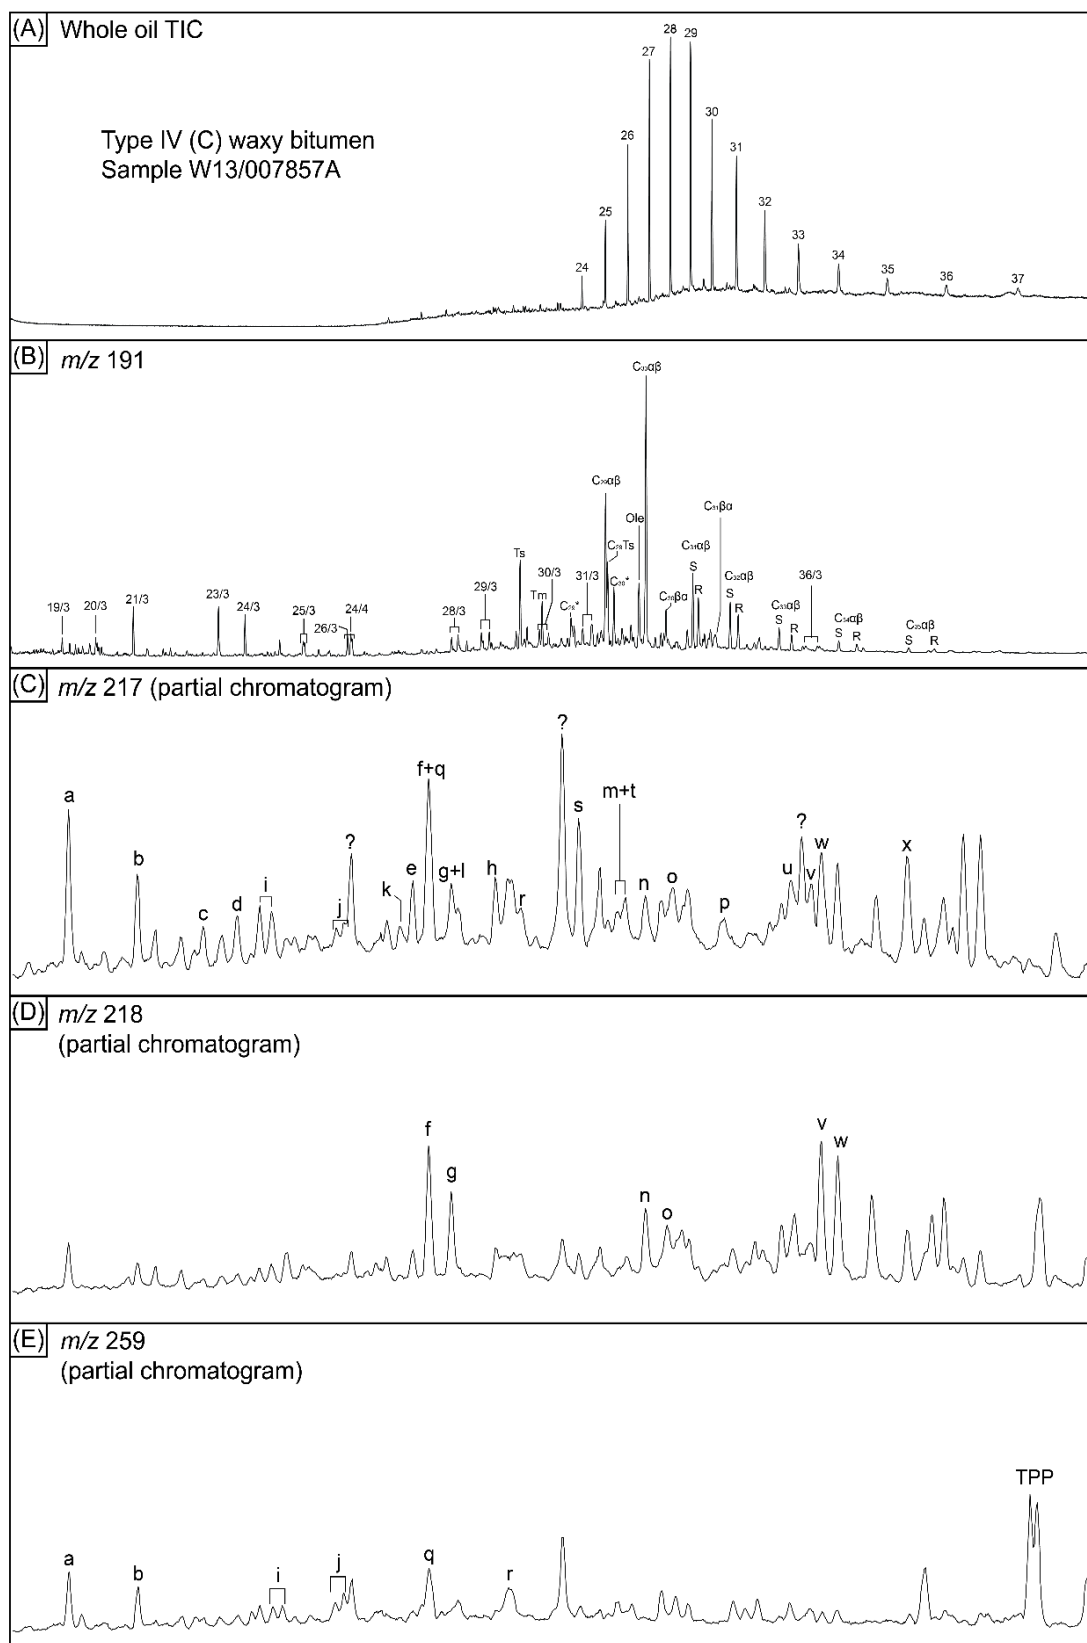 (A) Whole oil TIC
Type IV (C) waxy bitumen
Sample W13/007857A
24
25
26
27
28
29
30
31
32
33
34
35
36
37
(B) m/z 191
19/3
20/3
21/3
23/3
24/3
25/3
26/3
24/4
28/3
29/3
Ts
Tm
30/3
31/3
C₂₉αβ
C₂₉Ts
C₃₀*
Ole
C₃₀αβ
C₃₀βα
C₃₁αβ
S
R
C₃₁βα
C₃₂αβ
S
R
C₃₃αβ
S
R
36/3
C₃₄αβ
S
R
C₃₅αβ
S
R
(C) m/z 217 (partial chromatogram)
a
b
c
d
i
j
?
k
e
f+q
g+l
h
r
?
s
m+t
n
o
p
u
?
v
w
x
(D) m/z 218
(partial chromatogram)
f
g
n
o
v
w
(E) m/z 259
(partial chromatogram)
a
b
i
j
q
r
TPP